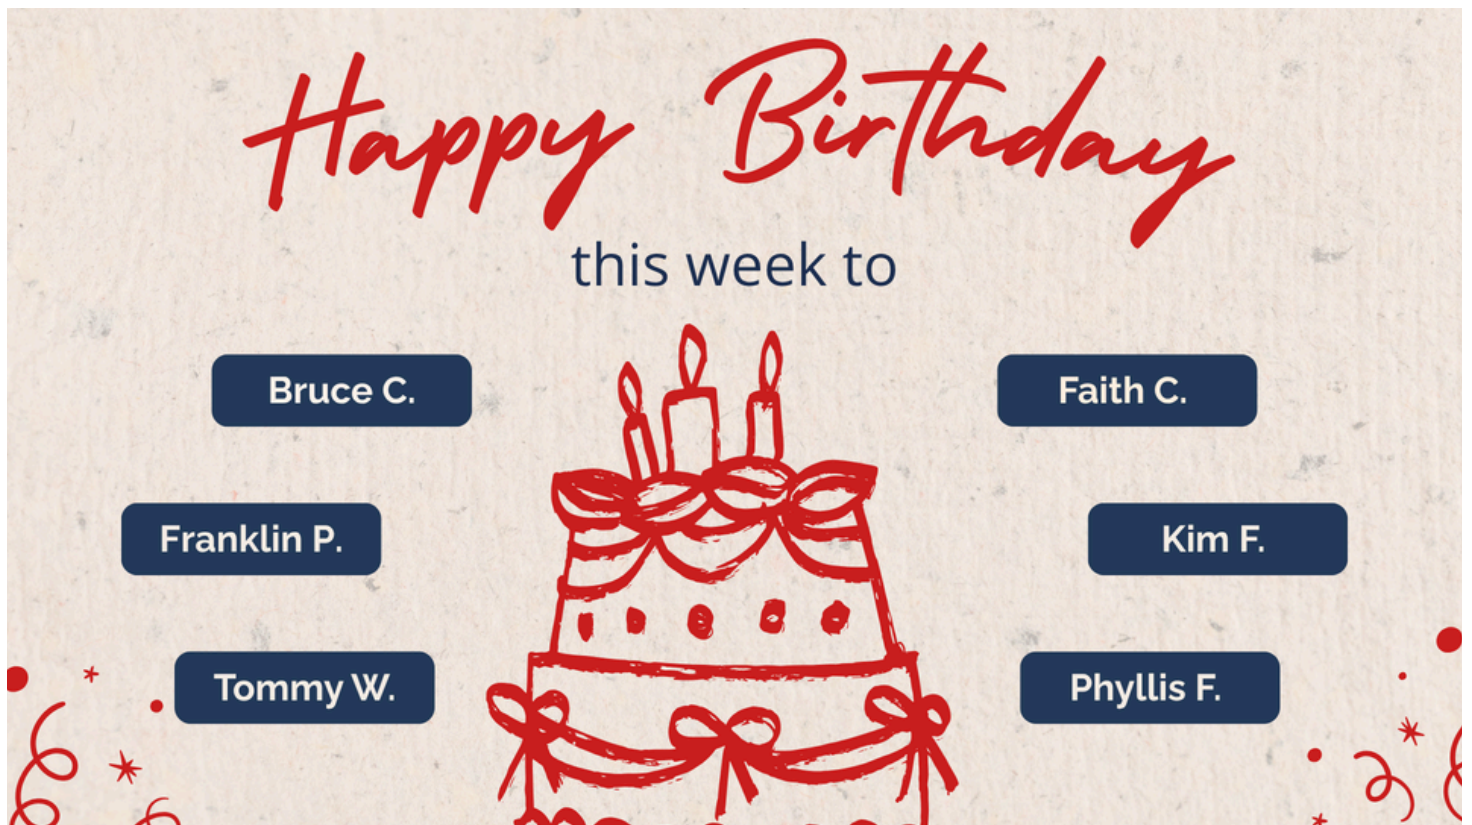 Happy Birthday
this week to
Bruce C.
Faith C.
Franklin P.
Kim F.
Tommy W.
Phyllis F.